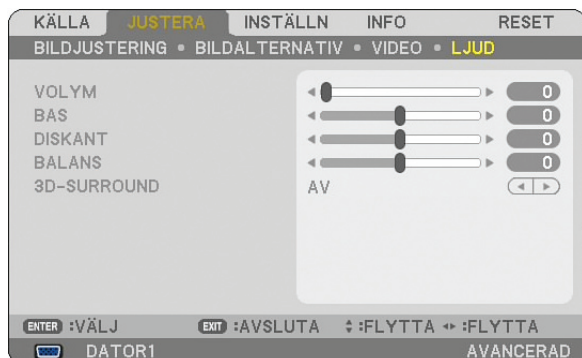 KÄLLA JUSTERA INSTÄLLN INFO RESET
BILDJUSTERING • BILDALTERNATIV • VIDEO • LJUD
VOLYM 0
BAS 0
DISKANT 0
BALANS 0
3D-SURROUND AV
ENTER :VÄLJ EXIT :AVSLUTA :FLYTTA :FLYTTA
DATOR1 AVANCERAD